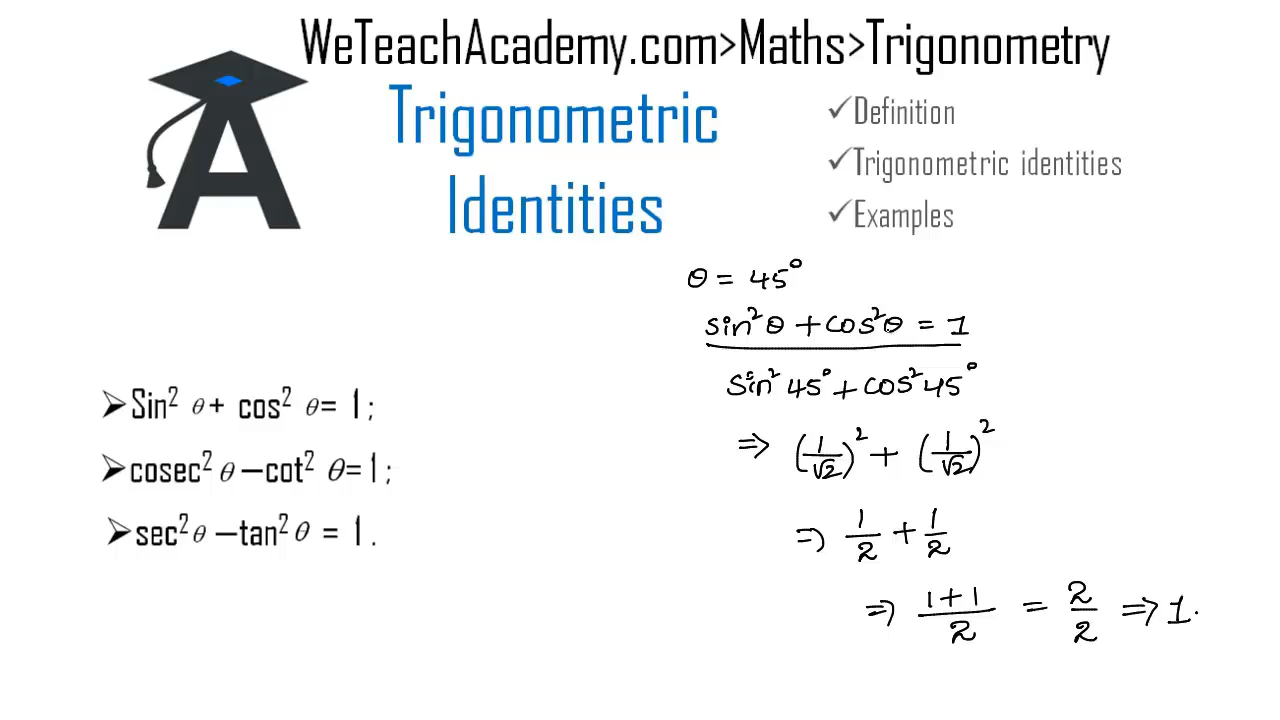 WeTeachAcademy.com>Maths>Trigonometry
Trigonometric
Identities
✓Definition
✓Trigonometric identities
✓Examples
➢Sin² θ+ cos² θ= 1;
➢cosec² θ –cot² θ=1;
➢sec² θ –tan² θ = 1.
θ = 45°
sin²θ + cos²θ = 1
Sin² 45° + cos² 45°
⇒ (1/√2)² + (1/√2)²
⇒ 1/2 + 1/2
⇒ (1+1)/2 = 2/2 ⇒ 1.